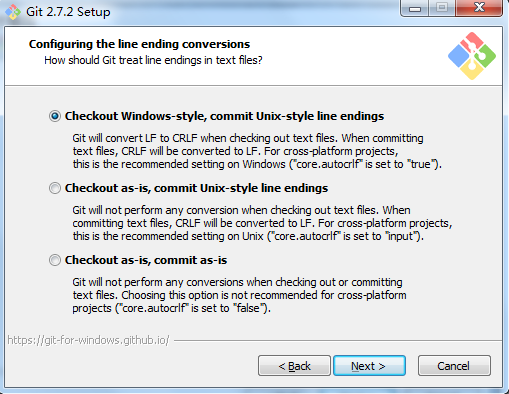 Git 2.7.2 Setup
Configuring the line ending conversions
How should Git treat line endings in text files?
Checkout Windows-style, commit Unix-style line endings
Git will convert LF to CRLF when checking out text files. When committing
text files, CRLF will be converted to LF. For cross-platform projects,
this is the recommended setting on Windows ("core.autocrlf" is set to "true").
Checkout as-is, commit Unix-style line endings
Git will not perform any conversion when checking out text files. When
committing text files, CRLF will be converted to LF. For cross-platform projects,
this is the recommended setting on Unix ("core.autocrlf" is set to "input").
Checkout as-is, commit as-is
Git will not perform any conversions when checking out or committing
text files. Choosing this option is not recommended for cross-platform
projects ("core.autocrlf" is set to "false").
https://git-for-windows.github.io/
< Back Next > Cancel